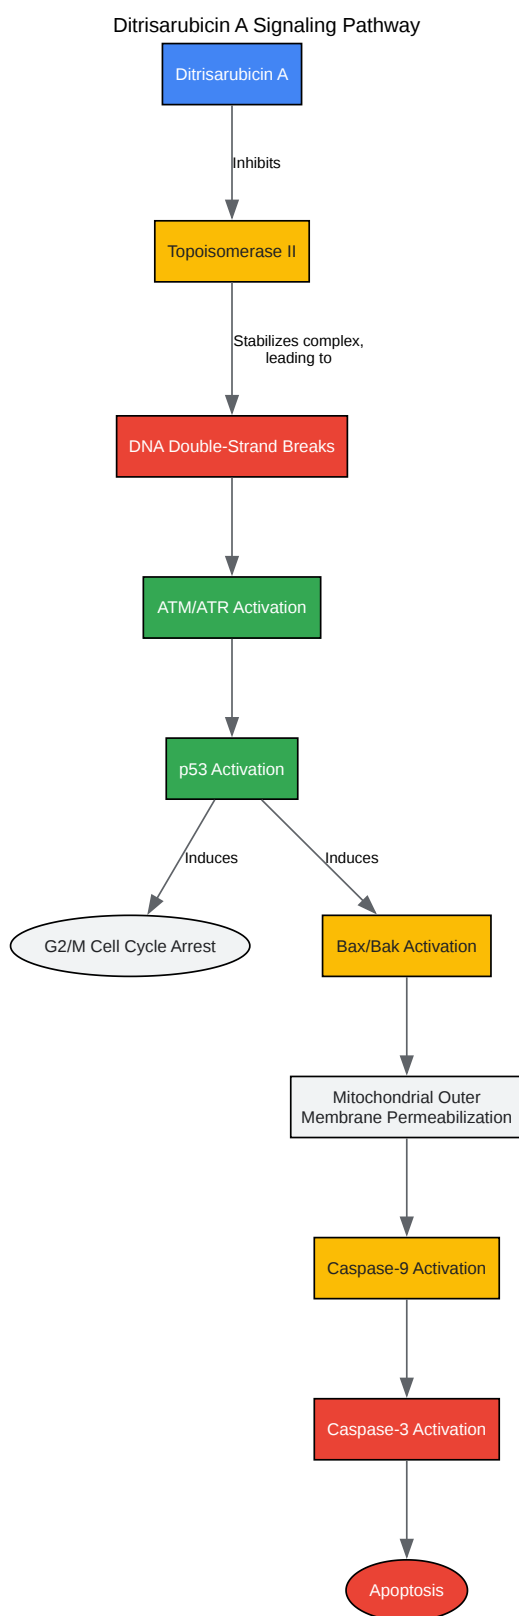 Ditrisarubicin A Signaling Pathway
Ditrisarubicin A
Inhibits
Topoisomerase II
Stabilizes complex,
leading to
DNA Double-Strand Breaks
ATM/ATR Activation
p53 Activation
Induces
Induces
G2/M Cell Cycle Arrest
Bax/Bak Activation
Mitochondrial Outer
Membrane Permeabilization
Caspase-9 Activation
Caspase-3 Activation
Apoptosis